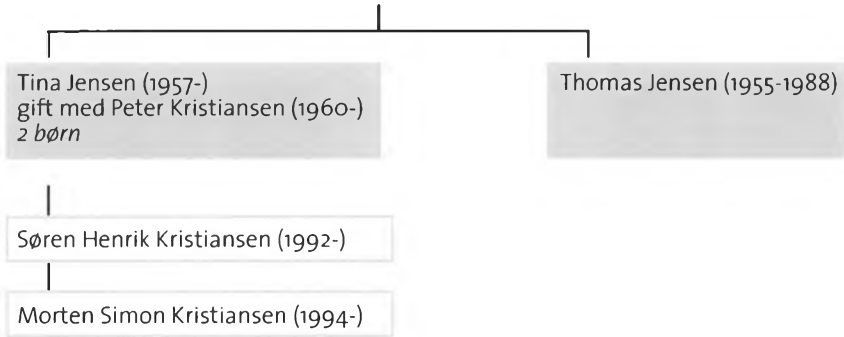 Tina Jensen (1957-)
gift med Peter Kristiansen (1960-)
2 børn
Thomas Jensen (1955-1988)
Søren Henrik Kristiansen (1992-)
Morten Simon Kristiansen (1994-)